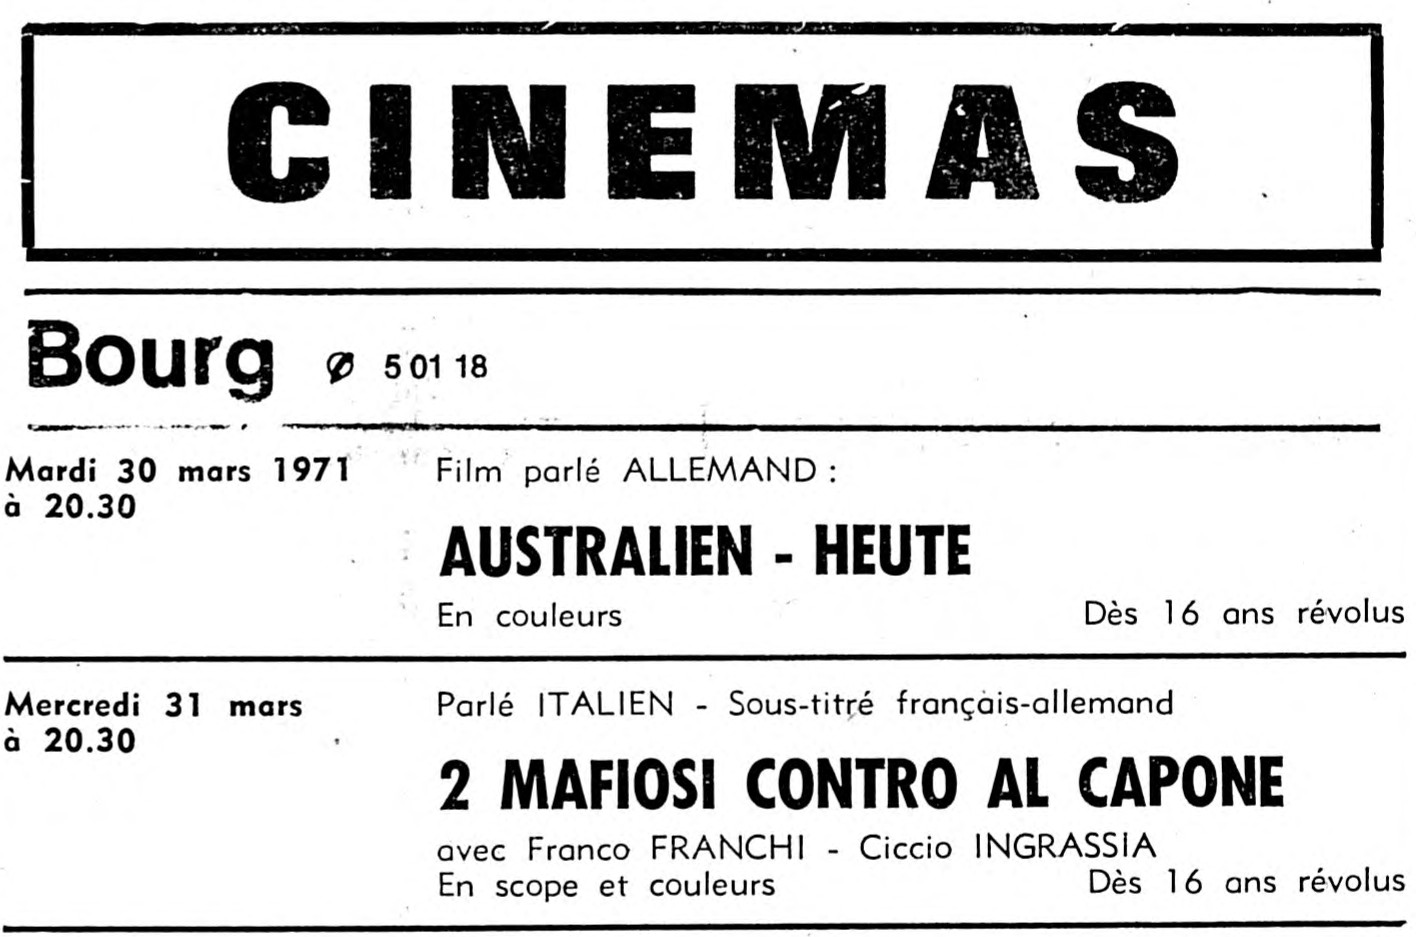 CINEMAS
Bourg 5 01 18
Mardi 30 mars 1971
à 20.30
Film parlé ALLEMAND :
AUSTRALIEN - HEUTE
En couleurs
Dès 16 ans révolus
Mercredi 31 mars
à 20.30
Parlé ITALIEN - Sous-titré français-allemand
2 MAFIOSI CONTRO AL CAPONE
avec Franco FRANCHI - Ciccio INGRASSIA
En scope et couleurs
Dès 16 ans révolus